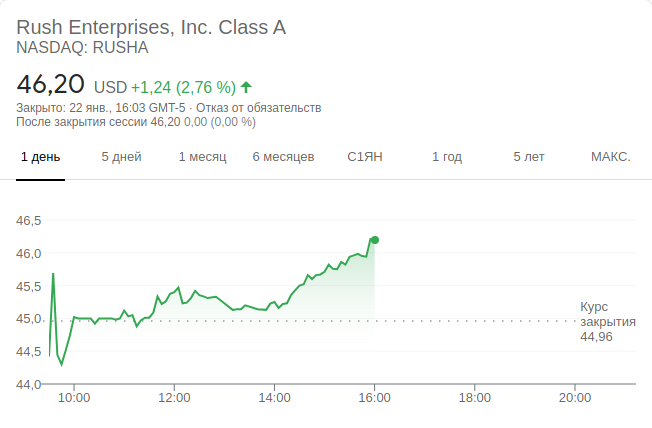 Rush Enterprises, Inc. Class A
NASDAQ: RUSHA
46,20 USD +1,24 (2,76 %)
Закрыто: 22 янв., 16:03 GMT-5 · Отказ от обязательств
После закрытия сессии 46,20 0,00 (0,00 %)
1 день 5 дней 1 месяц 6 месяцев С1ЯН 1 год 5 лет МАКС.
46,5
46,0
45,5
45,0
44,5
44,0
Курс
закрытия
44,96
10:00 12:00 14:00 16:00 18:00 20:00